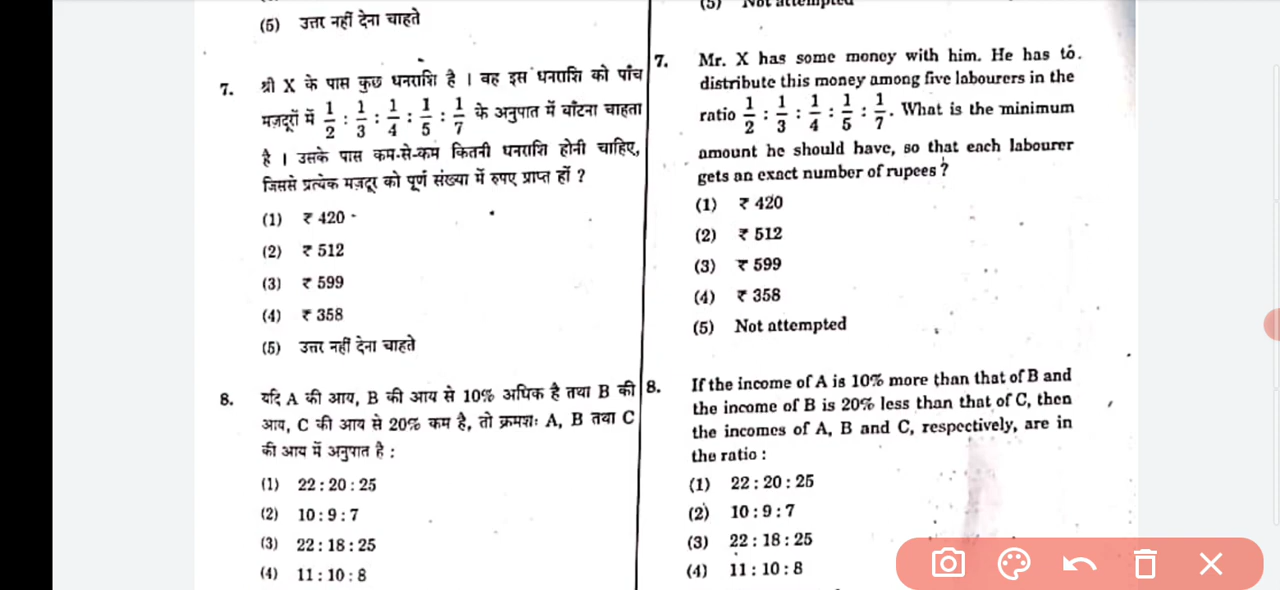 (5) उत्तर नहीं देना चाहते
7. श्री X के पास कुछ धनराशि है । वह इस धनराशि को पाँच
मज़दूरों में 1/2 : 1/3 : 1/4 : 1/5 : 1/7 के अनुपात में बाँटना चाहता
है । उसके पास कम-से-कम कितनी धनराशि होनी चाहिए,
जिससे प्रत्येक मज़दूर को पूर्ण संख्या में रुपए प्राप्त हों ?
(1) ₹ 420
(2) ₹ 512
(3) ₹ 599
(4) ₹ 358
(5) उत्तर नहीं देना चाहते
8. यदि A की आय, B की आय से 10% अधिक है तथा B की
आय, C की आय से 20% कम है, तो क्रमशः A, B तथा C
की आय में अनुपात है :
(1) 22 : 20 : 25
(2) 10 : 9 : 7
(3) 22 : 18 : 25
(4) 11 : 10 : 8
(5) Not attempted
7. Mr. X has some money with him. He has to
distribute this money among five labourers in the
ratio 1/2 : 1/3 : 1/4 : 1/5 : 1/7. What is the minimum
amount he should have, so that each labourer
gets an exact number of rupees ?
(1) ₹ 420
(2) ₹ 512
(3) ₹ 599
(4) ₹ 358
(5) Not attempted
8. If the income of A is 10% more than that of B and
the income of B is 20% less than that of C, then
the incomes of A, B and C, respectively, are in
the ratio :
(1) 22 : 20 : 25
(2) 10 : 9 : 7
(3) 22 : 18 : 25
(4) 11 : 10 : 8